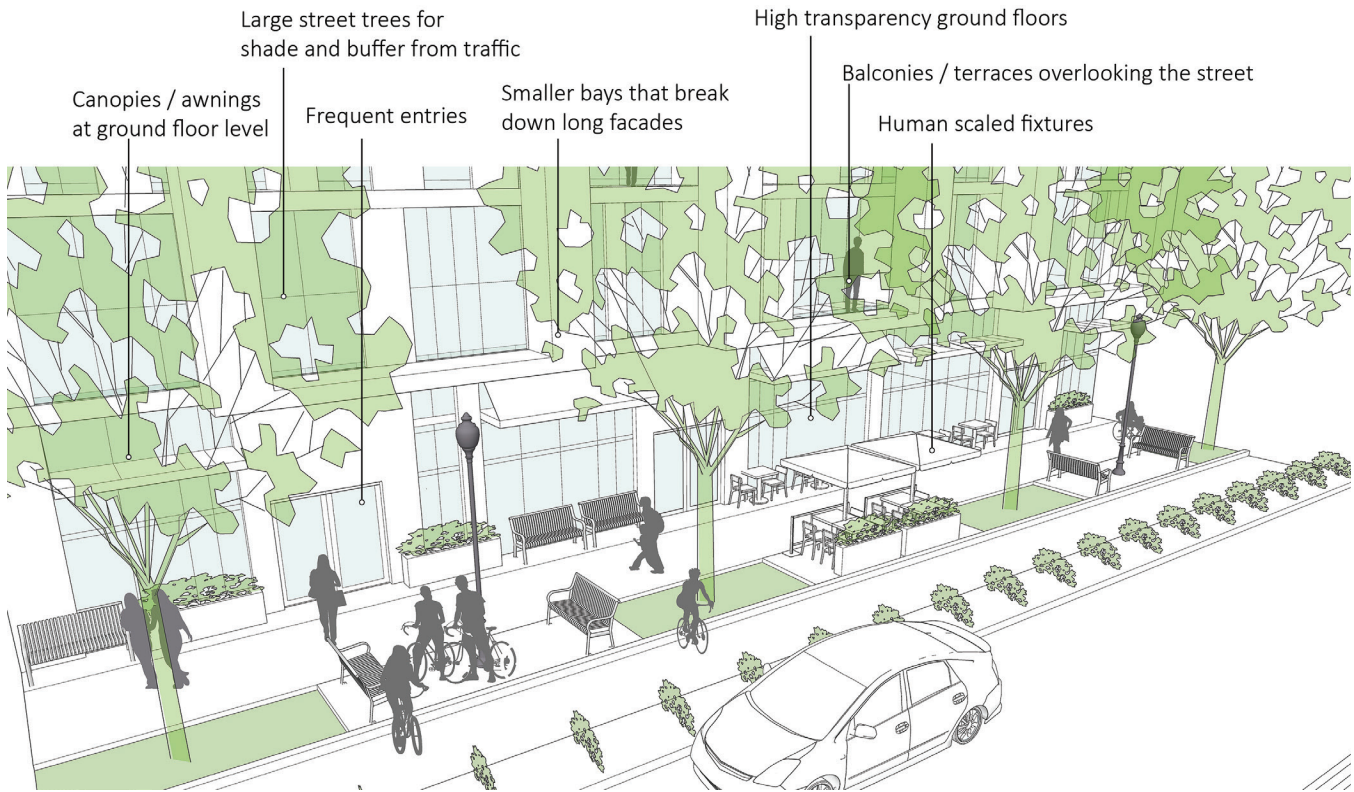 Large street trees for
shade and buffer from traffic
High transparency ground floors
Balconies / terraces overlooking the street
Canopies / awnings
at ground floor level
Frequent entries
Smaller bays that break
down long facades
Human scaled fixtures